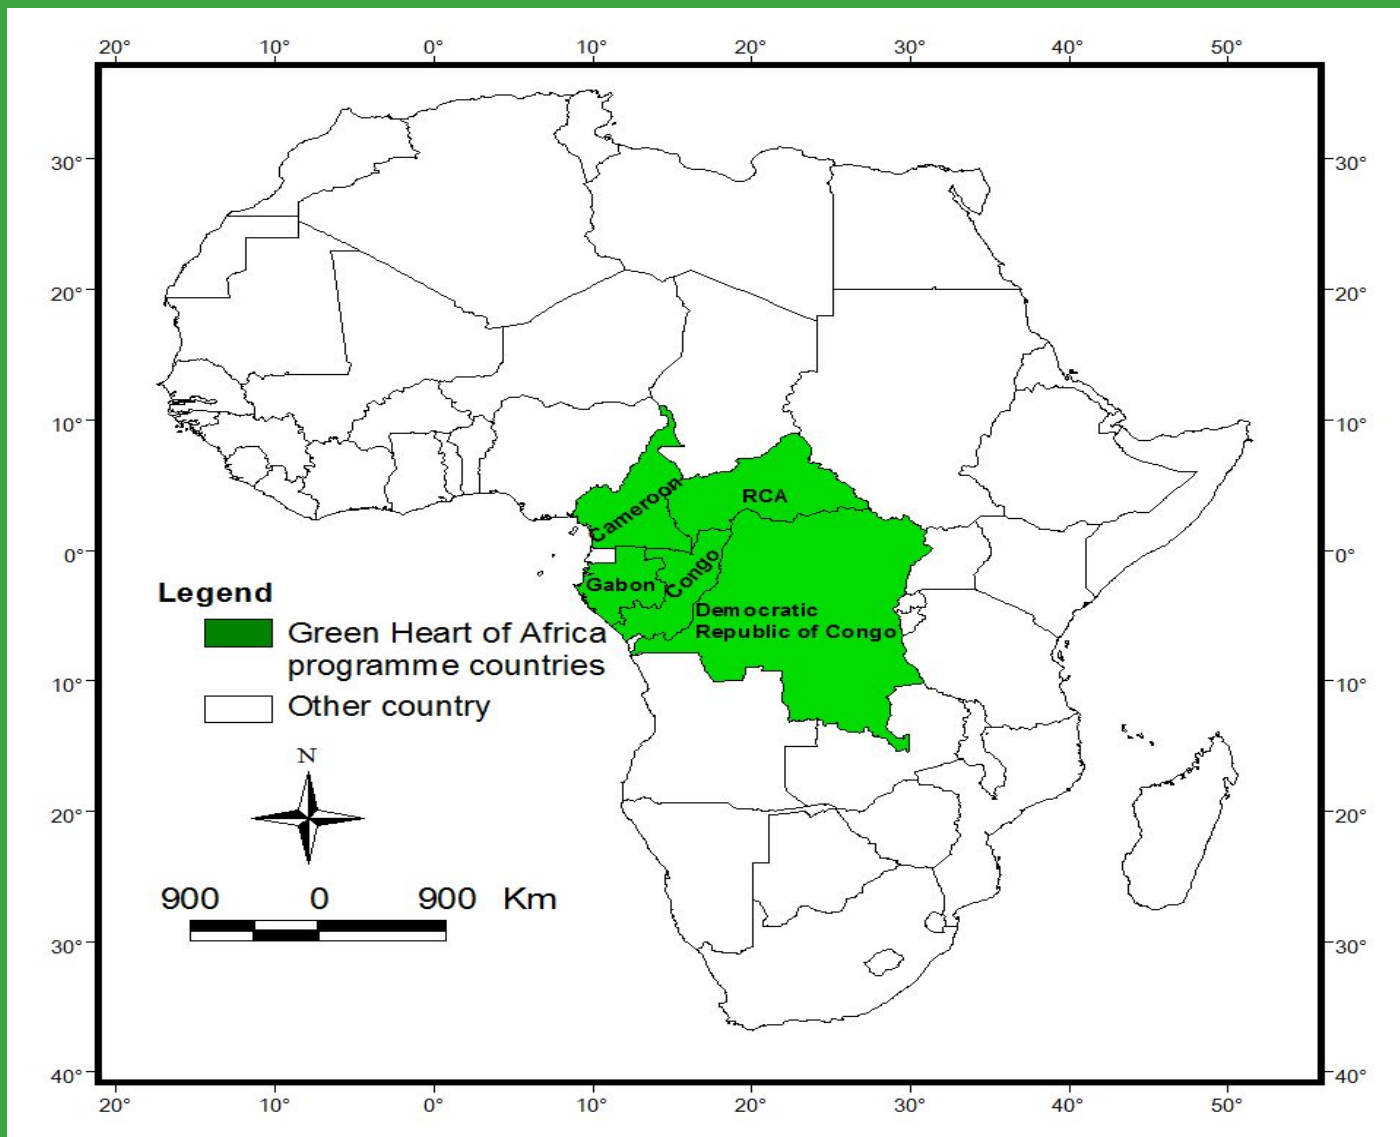 20° 10° 0° 10° 20° 30° 40° 50°
30° 30°
20° 20°
10° 10°
RCA
Cameroon
0° 0°
Congo
Gabon
Legend
Democratic
Republic of Congo
Green Heart of Africa
programme countries
10° 10°
Other country
N
20° 20°
900 0 900 Km
30° 30°
40° 40°
20° 10° 0° 10° 20° 30° 40° 50°